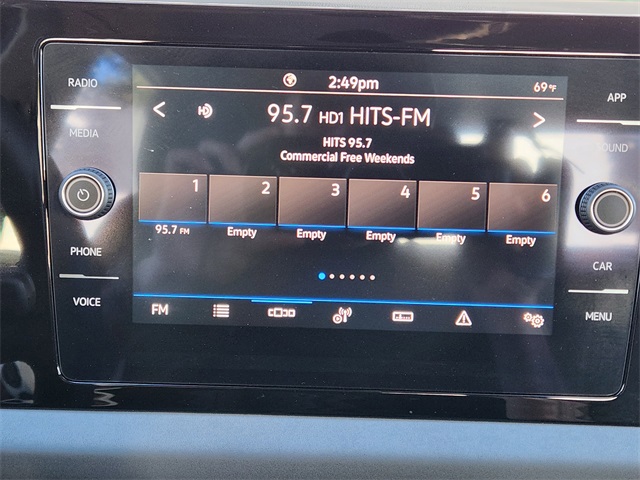 RADIO
MEDIA
PHONE
VOICE
2:49pm
69°F
95.7 HD1 HITS-FM
HITS 95.7
Commercial Free Weekends
1 2 3 4 5 6
95.7 FM Empty Empty Empty Empty Empty
FM
APP
SOUND
CAR
MENU